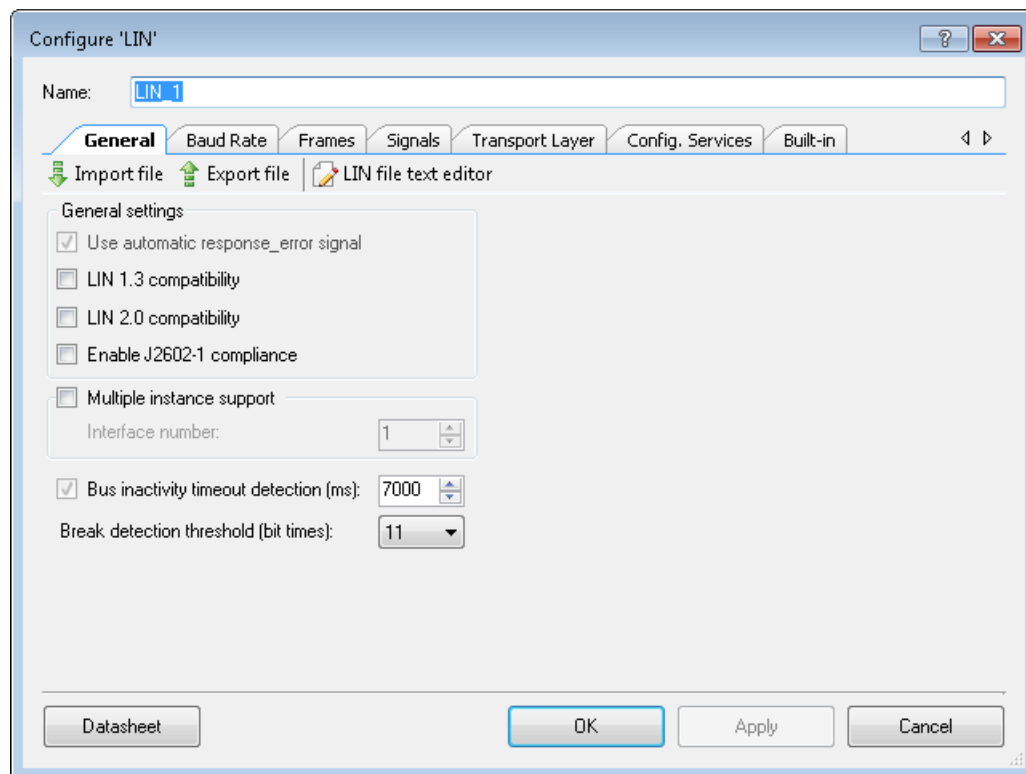 Configure 'LIN'
Name: LIN_1
General Baud Rate Frames Signals Transport Layer Config. Services Built-in
Import file Export file LIN file text editor
General settings
Use automatic response_error signal
LIN 1.3 compatibility
LIN 2.0 compatibility
Enable J2602-1 compliance
Multiple instance support
Interface number: 1
Bus inactivity timeout detection (ms): 7000
Break detection threshold (bit times): 11
Datasheet OK Apply Cancel